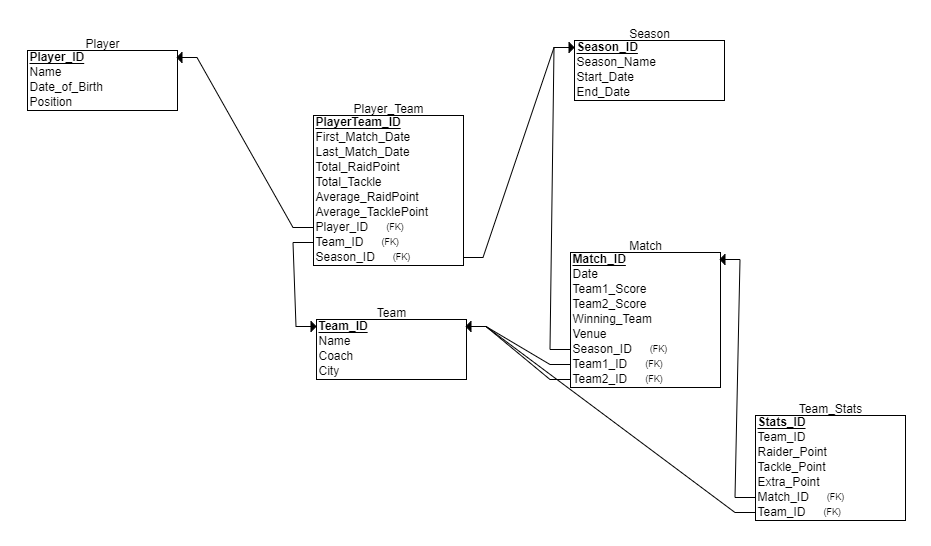 Player
Player_ID
Name
Date_of_Birth
Position
Season
Season_ID
Season_Name
Start_Date
End_Date
Player_Team
PlayerTeam_ID
First_Match_Date
Last_Match_Date
Total_RaidPoint
Total_Tackle
Average_RaidPoint
Average_TacklePoint
Player_ID (FK)
Team_ID (FK)
Season_ID (FK)
Match
Match_ID
Date
Team1_Score
Team2_Score
Winning_Team
Venue
Season_ID (FK)
Team1_ID (FK)
Team2_ID (FK)
Team
Team_ID
Name
Coach
City
Team_Stats
Stats_ID
Team_ID
Raider_Point
Tackle_Point
Extra_Point
Match_ID (FK)
Team_ID (FK)